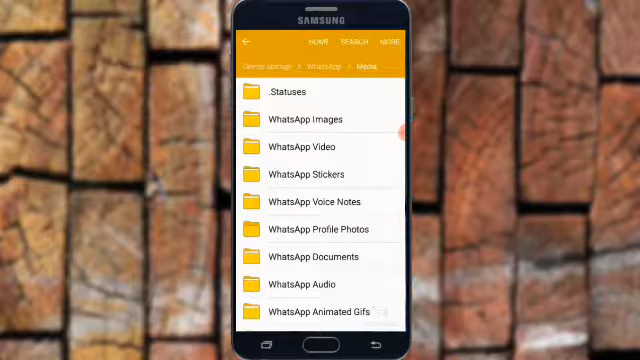 SAMSUNG
HOME SEARCH MORE
Device storage > WhatsApp > Media
.Statuses
WhatsApp Images
WhatsApp Video
WhatsApp Stickers
WhatsApp Voice Notes
WhatsApp Profile Photos
WhatsApp Documents
WhatsApp Audio
WhatsApp Animated Gifs